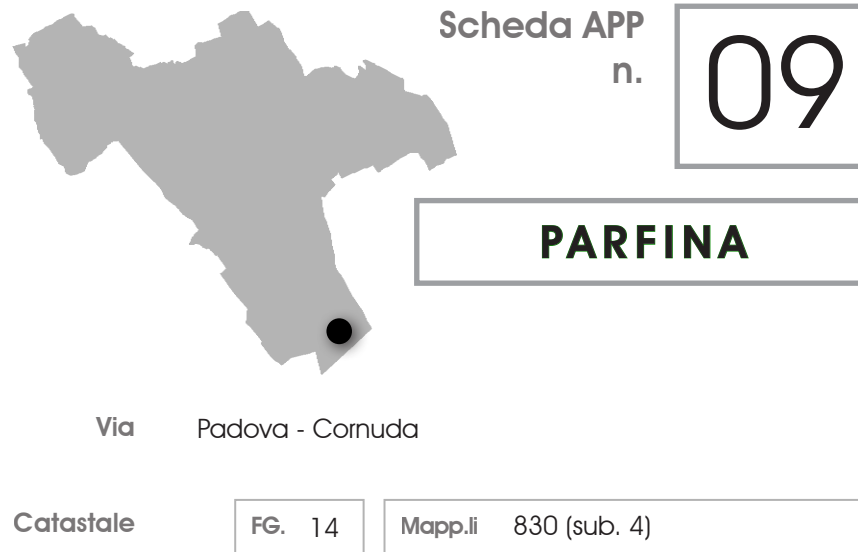 Scheda APP
n.
09
PARFINA
Via Padova - Cornuda
Catastale FG. 14 Mapp.li 830 (sub. 4)